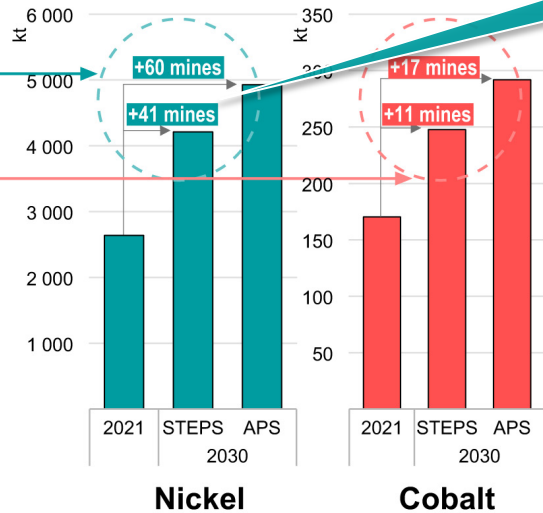 6 000
kt
5 000
4 000
3 000
2 000
1 000
+60 mines
+41 mines
2021 STEPS APS
2030
Nickel
350
kt
300
250
200
150
100
50
+17 mines
+11 mines
2021 STEPS APS
2030
Cobalt